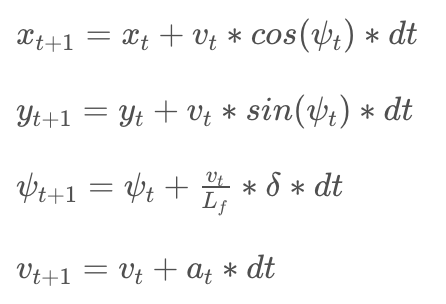 x_{t+1} = x_t + v_t * cos(ψ_t) * dt
y_{t+1} = y_t + v_t * sin(ψ_t) * dt
ψ_{t+1} = ψ_t + \frac{v_t}{L_f} * δ * dt
v_{t+1} = v_t + a_t * dt